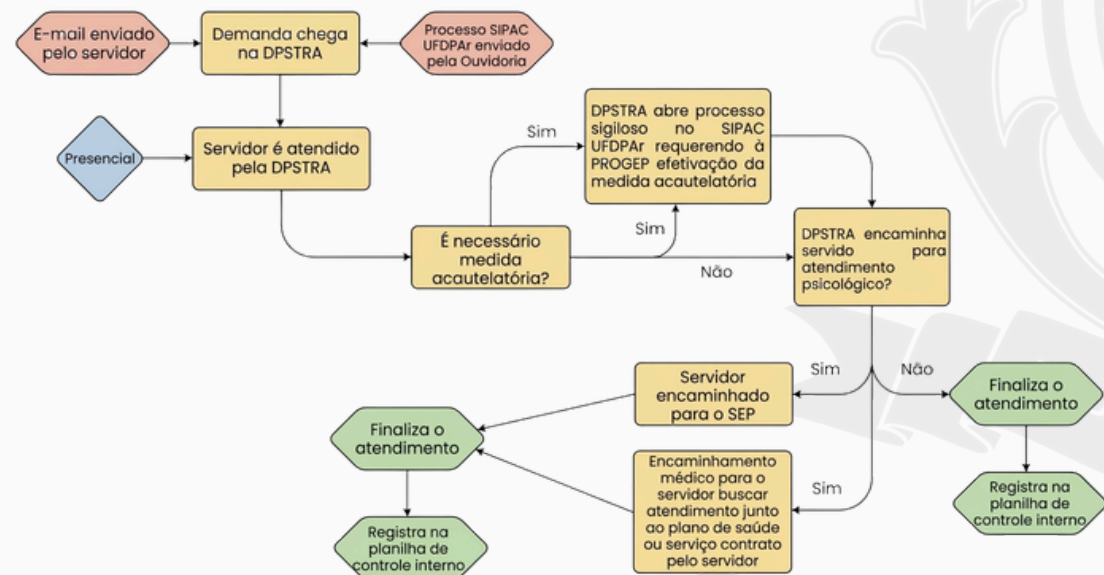 E-mail enviado
pelo servidor
Demanda chega
na DPSTRA
Processo SIPAC
UFDPAr enviado
pela Ouvidoria
Presencial
Servidor é atendido
pela DPSTRA
Sim
DPSTRA abre processo
sigiloso no SIPAC
UFDPAr requerendo à
PROGEP efetivação da
medida acautelatória
É necessário
medida
acautelatória?
Sim
Não
DPSTRA encaminha
servido para
atendimento
psicológico?
Servidor
encaminhado
para o SEP
Sim
Não
Finaliza o
atendimento
Finaliza o
atendimento
Encaminhamento
médico para o
servidor buscar
atendimento junto
ao plano de saúde
ou serviço contrato
pelo servidor
Sim
Registra na
planilha de
controle interno
Registra na
planilha de
controle interno